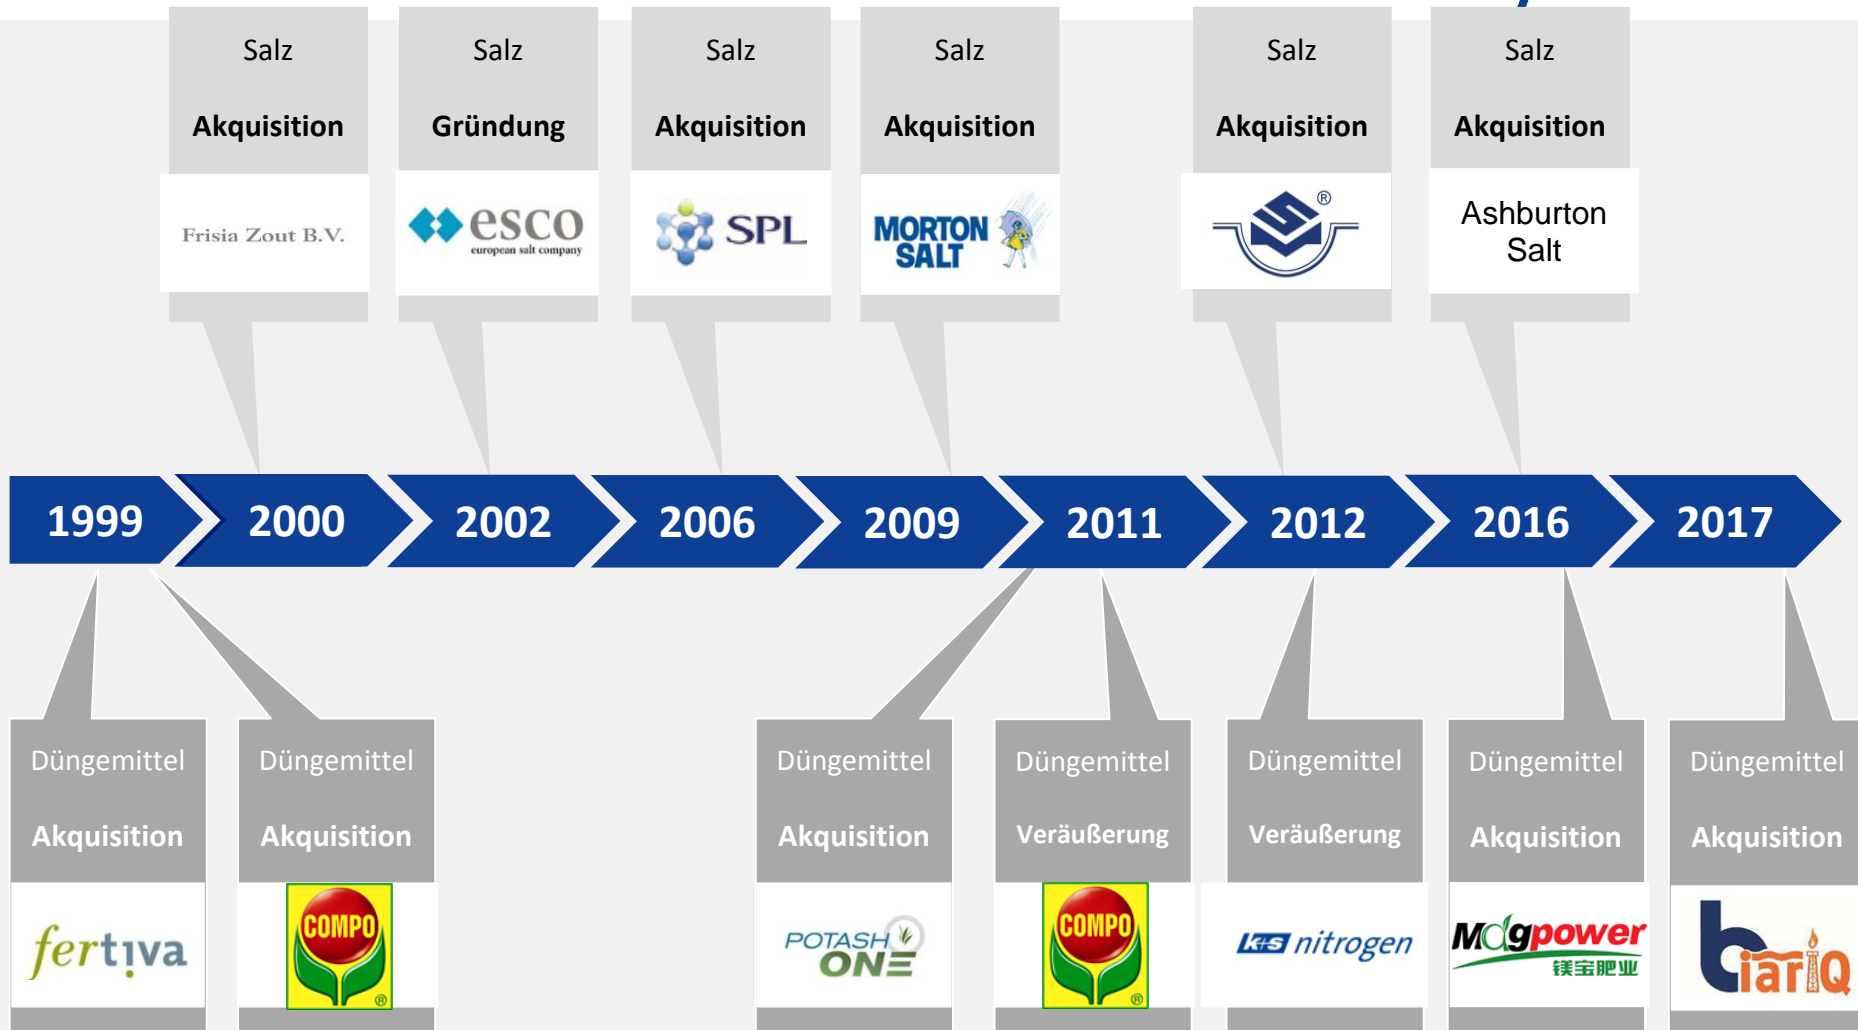 Salz
Akquisition
Frisia Zout B.V.
Salz
Gründung
esco
european salt company
Salz
Akquisition
SPL
Salz
Akquisition
MORTON
SALT
Salz
Akquisition
®
Salz
Akquisition
Ashburton
Salt
1999
2000
2002
2006
2009
2011
2012
2016
2017
Düngemittel
Akquisition
fertiva
Düngemittel
Akquisition
COMPO
®
Düngemittel
Akquisition
POTASH
ONE
Düngemittel
Veräußerung
COMPO
®
Düngemittel
Veräußerung
K+S nitrogen
Düngemittel
Akquisition
Magpower
镁宝肥业
Düngemittel
Akquisition
biariQ